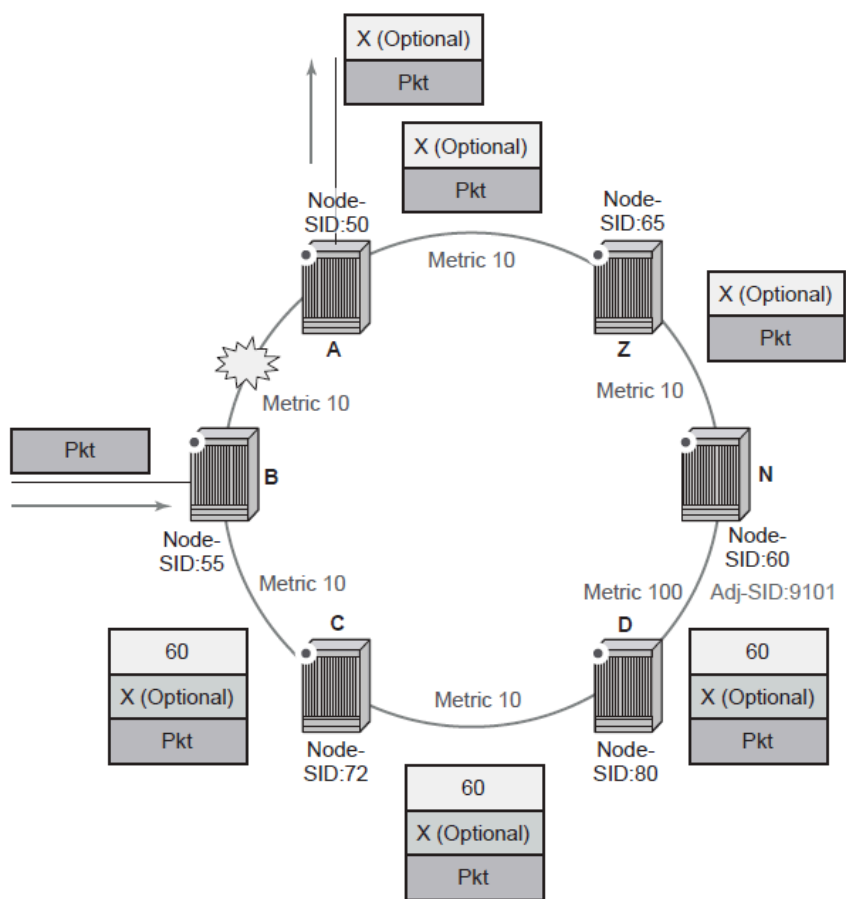 X (Optional)
Pkt
X (Optional)
Pkt
Node-
SID:50
Node-
SID:65
Metric 10
X (Optional)
Pkt
A
Z
Metric 10
Metric 10
Pkt
B
N
Node-
SID:55
Node-
SID:60
Metric 10
Metric 100
Adj-SID:9101
C
D
60
X (Optional)
Pkt
Metric 10
60
X (Optional)
Pkt
Node-
SID:72
Node-
SID:80
60
X (Optional)
Pkt